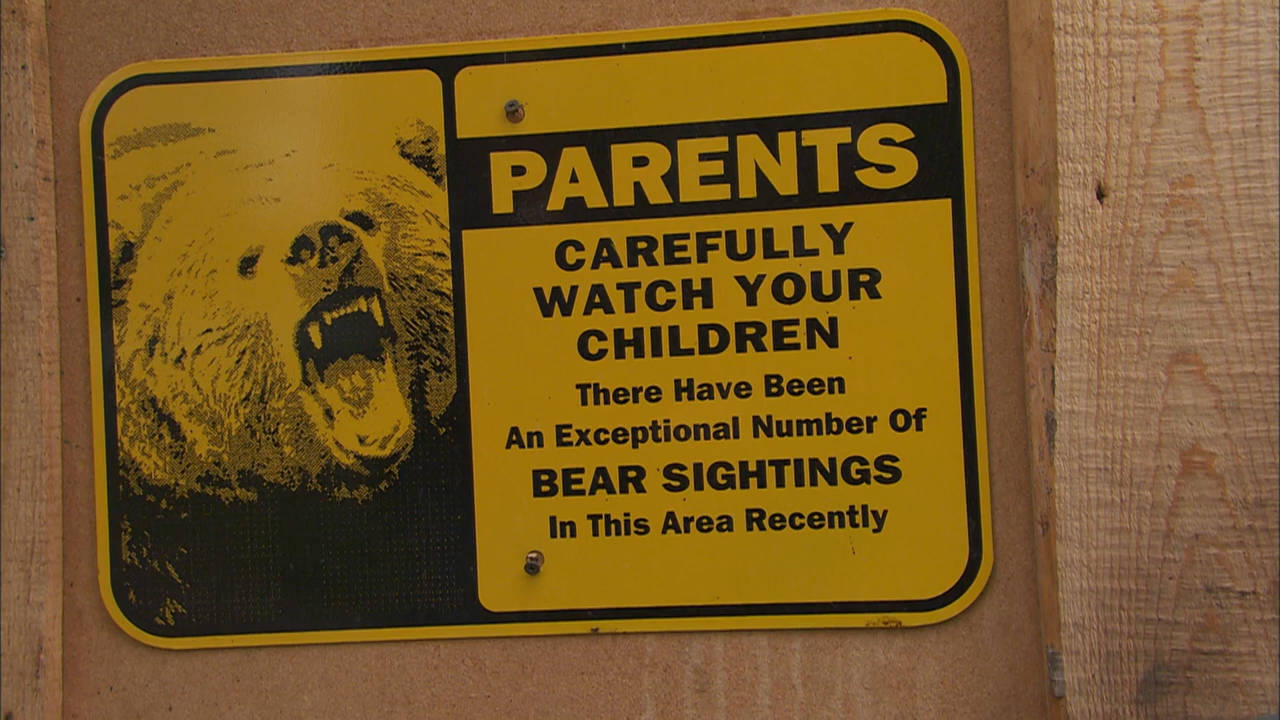 PARENTS
CAREFULLY
WATCH YOUR
CHILDREN
There Have Been
An Exceptional Number Of
BEAR SIGHTINGS
In This Area Recently